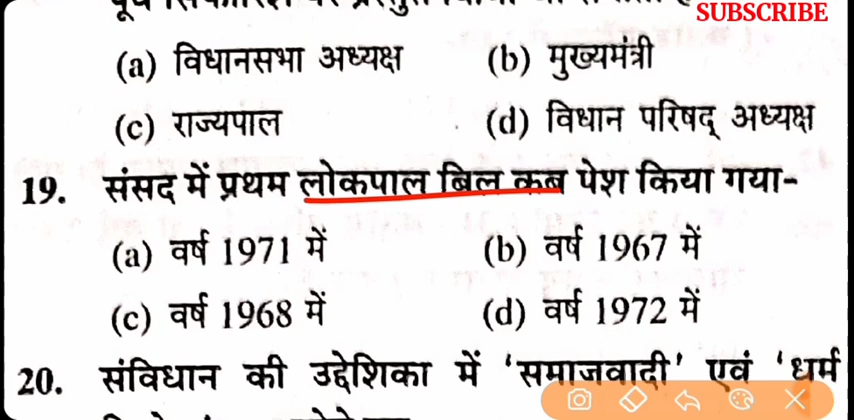 SUBSCRIBE
(a) विधानसभा अध्यक्ष (b) मुख्यमंत्री
(c) राज्यपाल (d) विधान परिषद् अध्यक्ष
19. संसद में प्रथम लोकपाल बिल कब पेश किया गया-
(a) वर्ष 1971 में (b) वर्ष 1967 में
(c) वर्ष 1968 में (d) वर्ष 1972 में
20. संविधान की उद्देशिका में 'समाजवादी' एवं 'धर्म